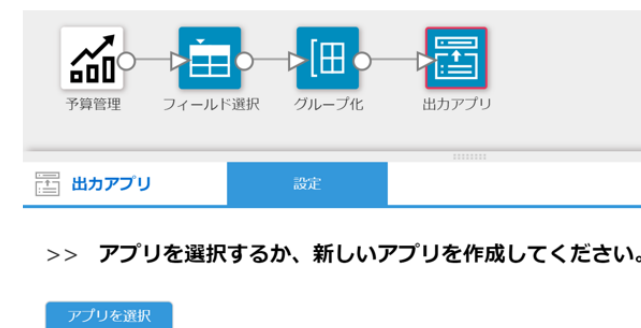 予算管理 フィールド選択 グループ化 出力アプリ
出力アプリ 設定
>> アプリを選択するか、新しいアプリを作成してください。
アプリを選択